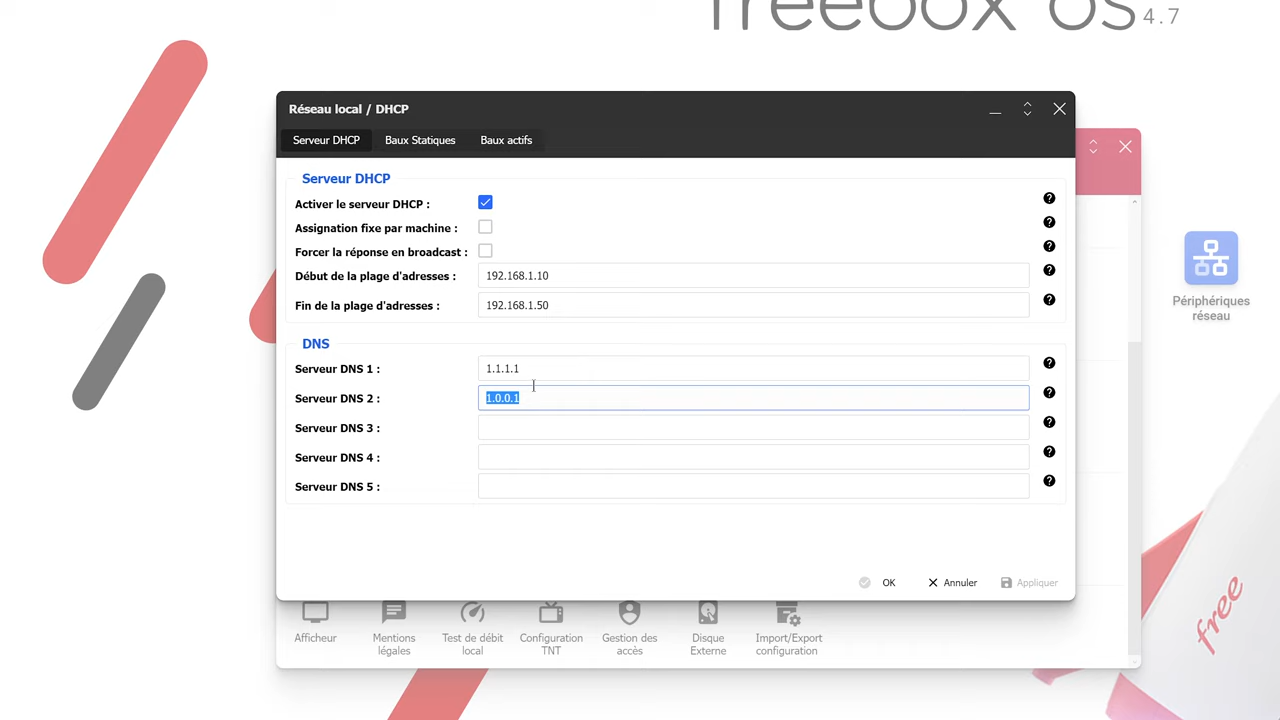 freebox OS 4.7
Réseau local / DHCP
Serveur DHCP
Baux Statiques
Baux actifs
Serveur DHCP
Activer le serveur DHCP :
Assignation fixe par machine :
Forcer la réponse en broadcast :
Début de la plage d'adresses :
192.168.1.10
Fin de la plage d'adresses :
192.168.1.50
DNS
Serveur DNS 1 :
1.1.1.1
Serveur DNS 2 :
1.0.0.1
Serveur DNS 3 :
Serveur DNS 4 :
Serveur DNS 5 :
OK
Annuler
Appliquer
Périphériques
réseau
Afficheur
Mentions
légales
Test de débit
local
Configuration
TNT
Gestion des
accès
Disque
Externe
Import/Export
configuration
free